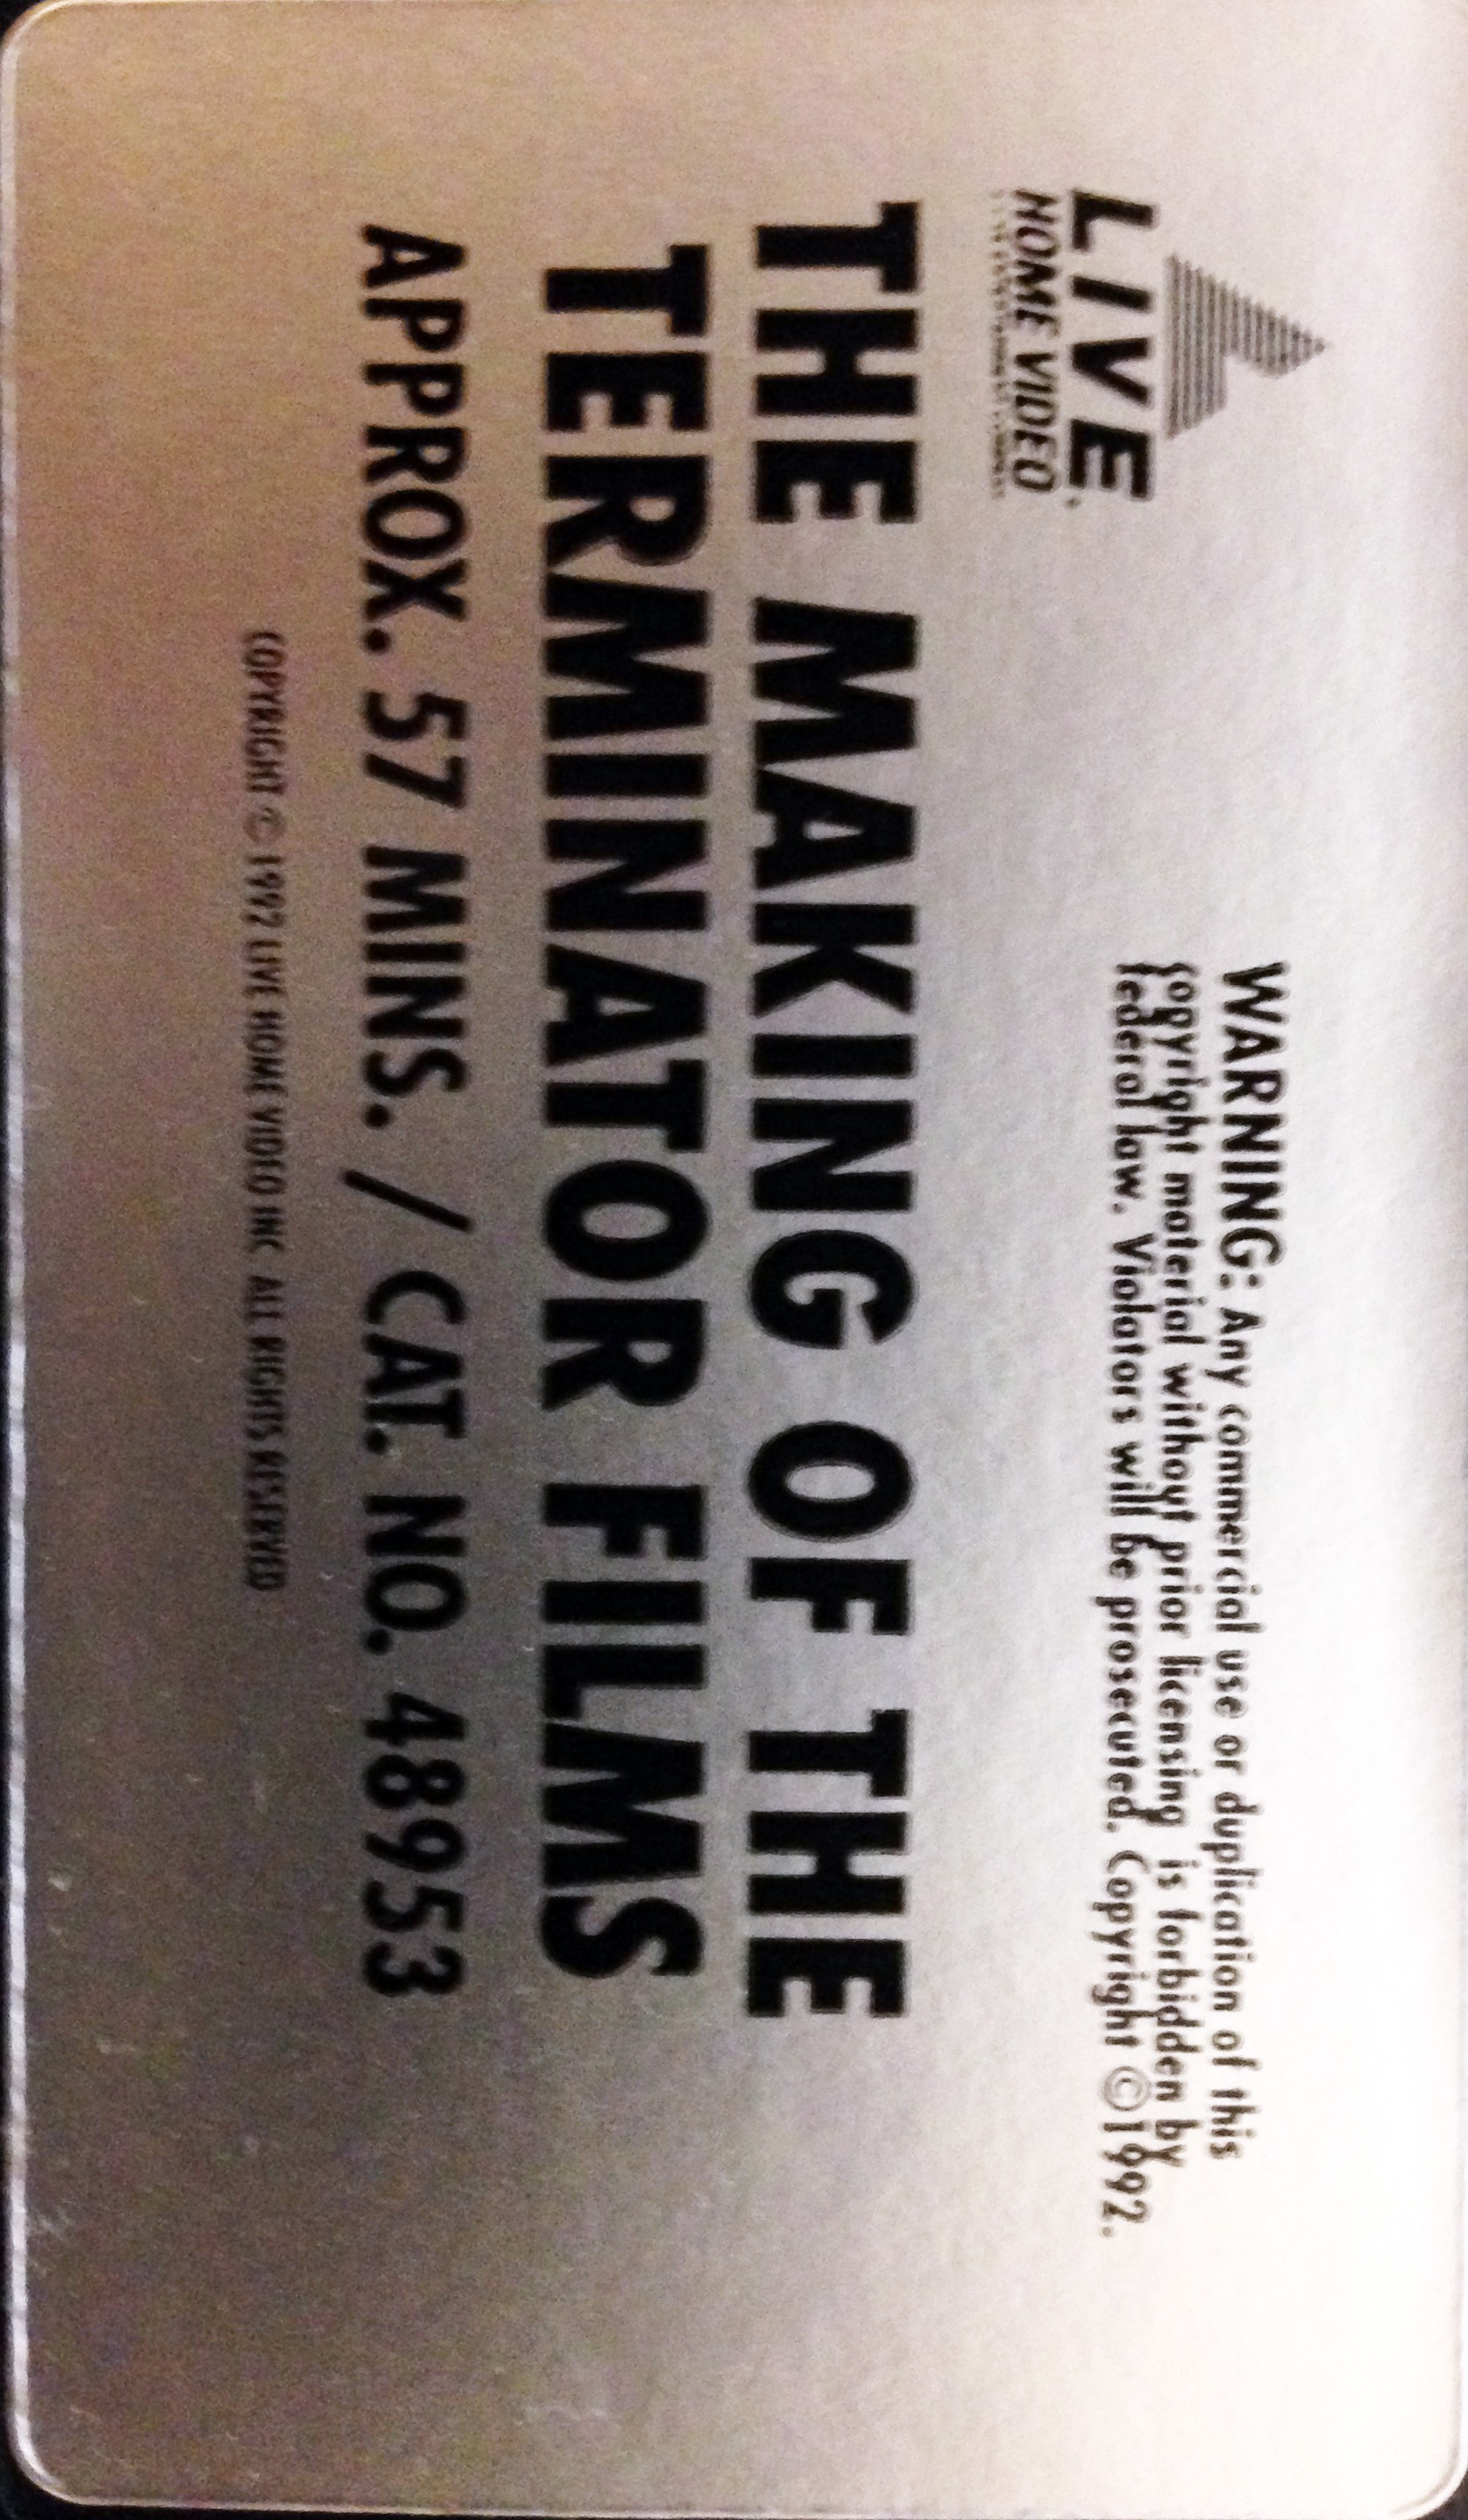 LIVE
HOME VIDEO
WARNING: Any commercial use or duplication of this
copyright material without prior licensing is forbidden by
federal law. Violators will be prosecuted. Copyright ©1992.
THE MAKING OF THE
TERMINATOR FILMS
APPROX. 57 MINS. / CAT. NO. 48953
COPYRIGHT © 1992 LIVE HOME VIDEO INC ALL RIGHTS RESERVED